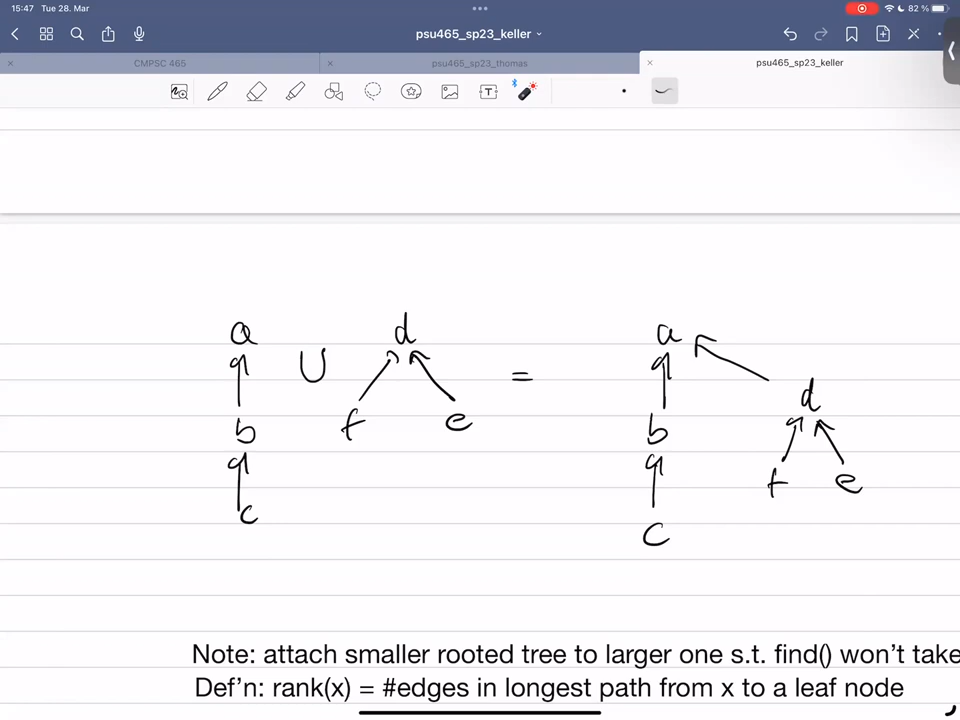 15:47 Tue 28. Mar
82 %
psu465_sp23_keller
CMPSC 465
psu465_sp23_thomas
psu465_sp23_keller
T
a U d = a
d
b f e b
f e
c
c
Note: attach smaller rooted tree to larger one s.t. find() won't take
Def'n: rank(x) = #edges in longest path from x to a leaf node